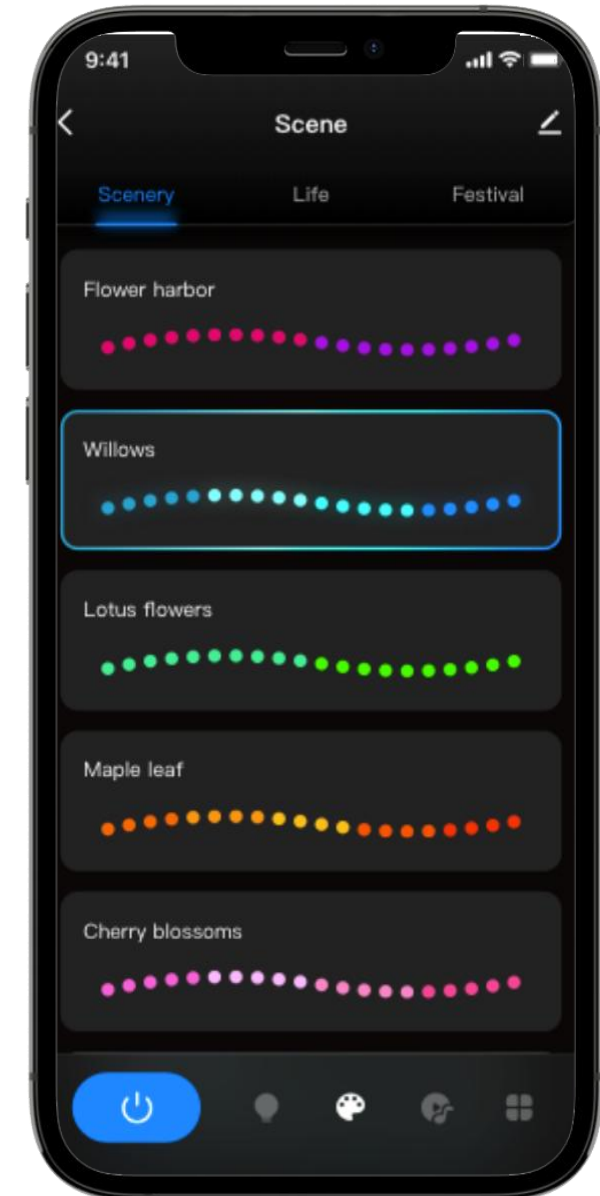 9:41
Scene
Scenery Life Festival
Flower harbor
Willows
Lotus flowers
Maple leaf
Cherry blossoms